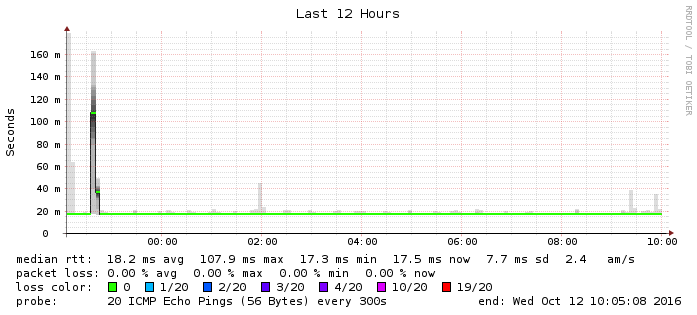 Last 12 Hours
RRDTOOL / TOBI OETIKER
Seconds
160 m
140 m
120 m
100 m
80 m
60 m
40 m
20 m
0
00:00 02:00 04:00 06:00 08:00 10:00
median rtt: 18.2 ms avg 107.9 ms max 17.3 ms min 17.5 ms now 7.7 ms sd 2.4 am/s
packet loss: 0.00 % avg 0.00 % max 0.00 % min 0.00 % now
loss color: 0 1/20 2/20 3/20 4/20 10/20 19/20
probe: 20 ICMP Echo Pings (56 Bytes) every 300s end: Wed Oct 12 10:05:08 2016